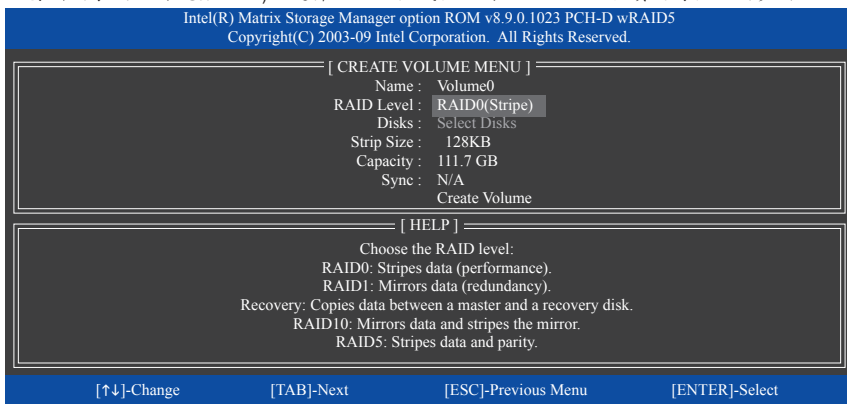 Intel(R) Matrix Storage Manager option ROM v8.9.0.1023 PCH-D wRAID5
Copyright(C) 2003-09 Intel Corporation. All Rights Reserved.
[ CREATE VOLUME MENU ]
Name : Volume0
RAID Level : RAID0(Stripe)
Disks : Select Disks
Strip Size : 128KB
Capacity : 111.7 GB
Sync : N/A
Create Volume
[ HELP ]
Choose the RAID level:
RAID0: Stripes data (performance).
RAID1: Mirrors data (redundancy).
Recovery: Copies data between a master and a recovery disk.
RAID10: Mirrors data and stripes the mirror.
RAID5: Stripes data and parity.
[↑↓]-Change [TAB]-Next [ESC]-Previous Menu [ENTER]-Select